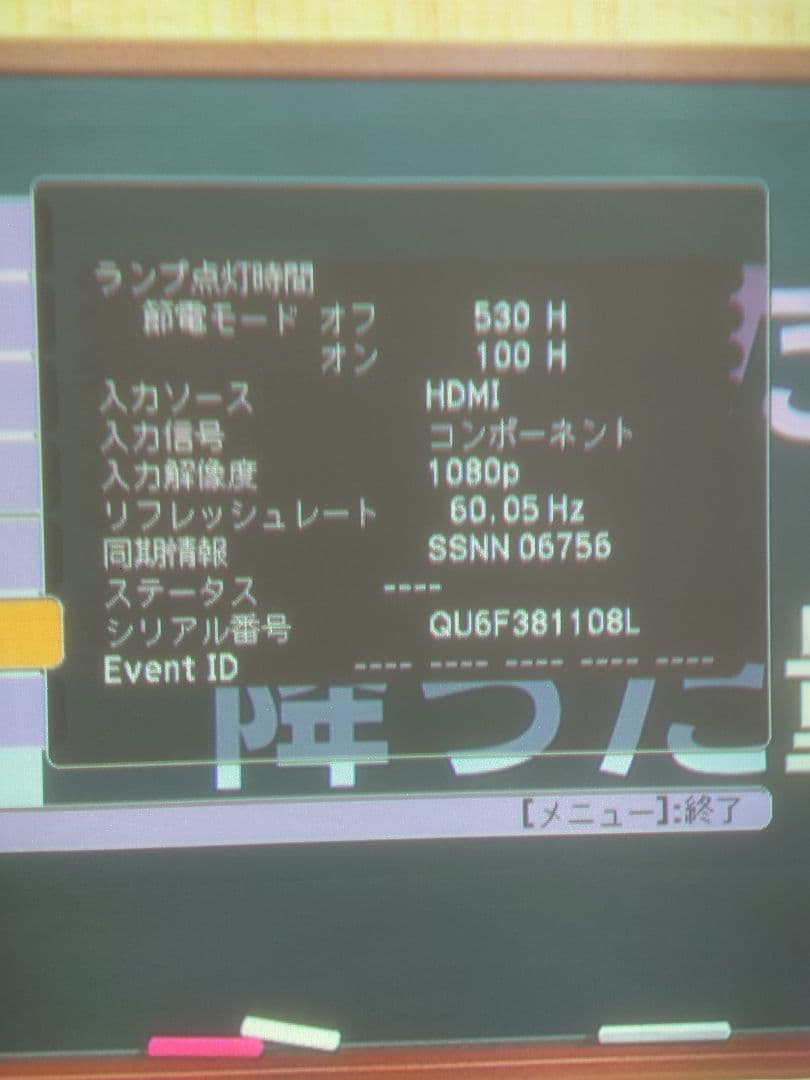 ランプ点灯時間
節電モード オフ 530 H
オン 100 H
入力ソース HDMI
入力信号 コンポーネント
入力解像度 1080p
リフレッシュレート 60.05 Hz
同期情報 SSNN 06756
ステータス ----
シリアル番号 QU6F381108L
Event ID ---- ---- ---- ---- ----
降った
[メニュー]:終了